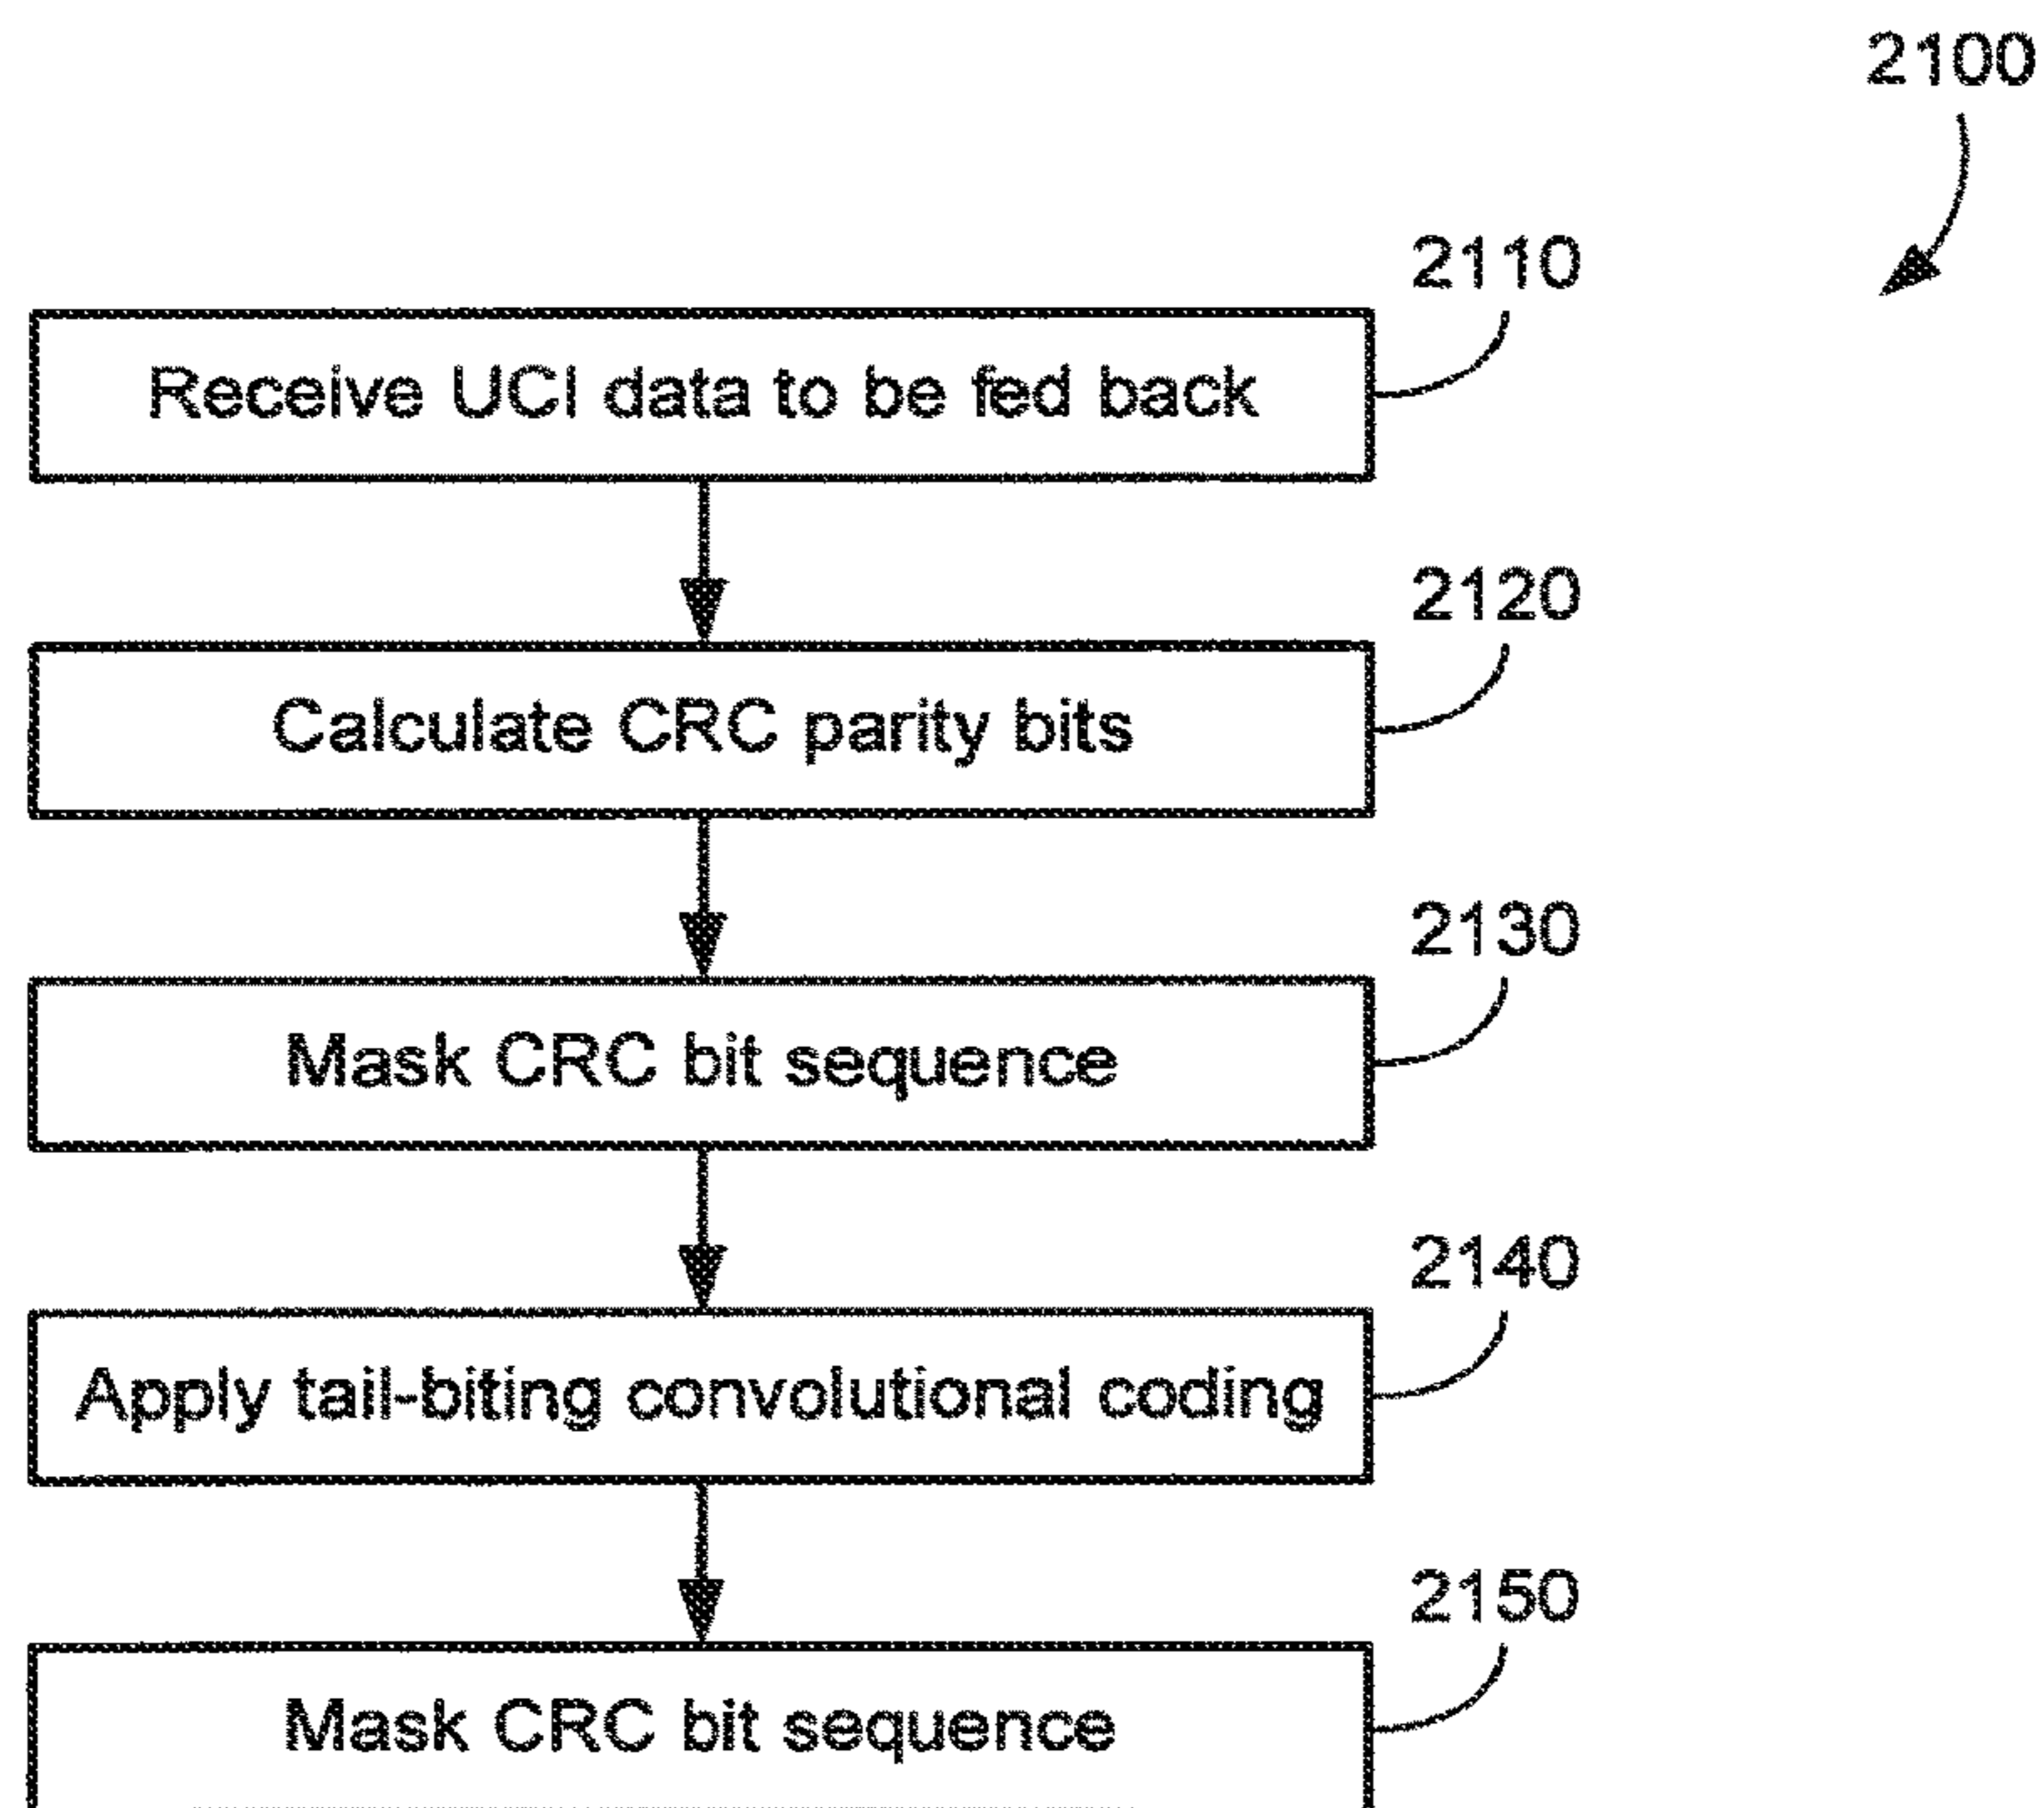 2100
2110
Receive UCI data to be fed back
2120
Calculate CRC parity bits
2130
Mask CRC bit sequence
2140
Apply tail-biting convolutional coding
2150
Mask CRC bit sequence